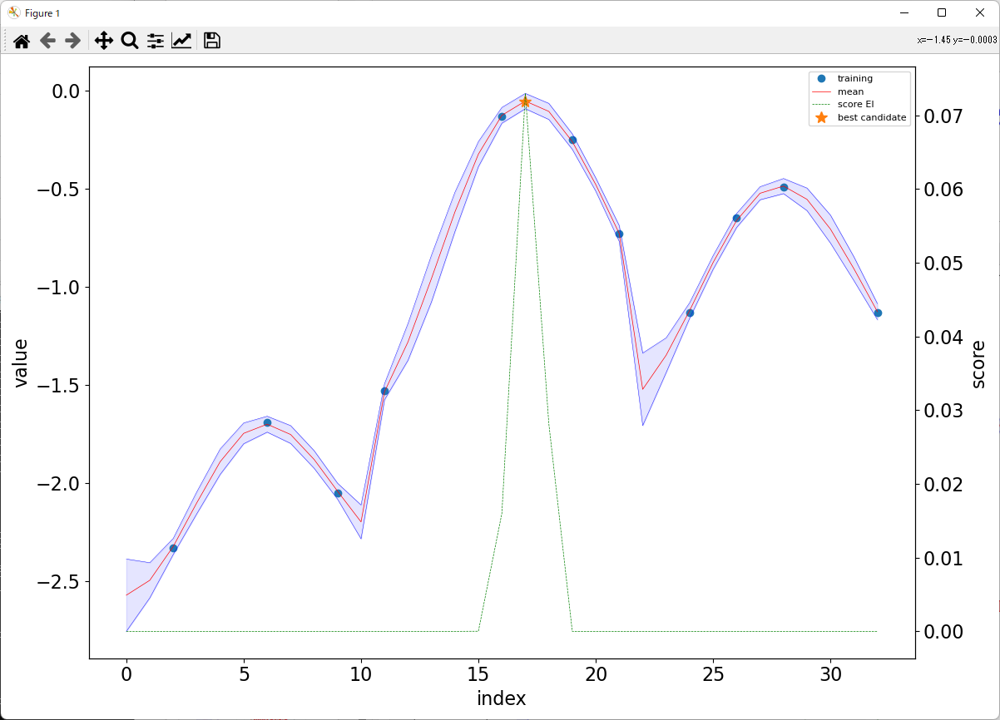 Figure 1
x=−1.45 y=−0.0003
training
mean
score EI
best candidate
0.0
−0.5
−1.0
−1.5
−2.0
−2.5
value
0.07
0.06
0.05
0.04
0.03
0.02
0.01
0.00
score
0 5 10 15 20 25 30
index